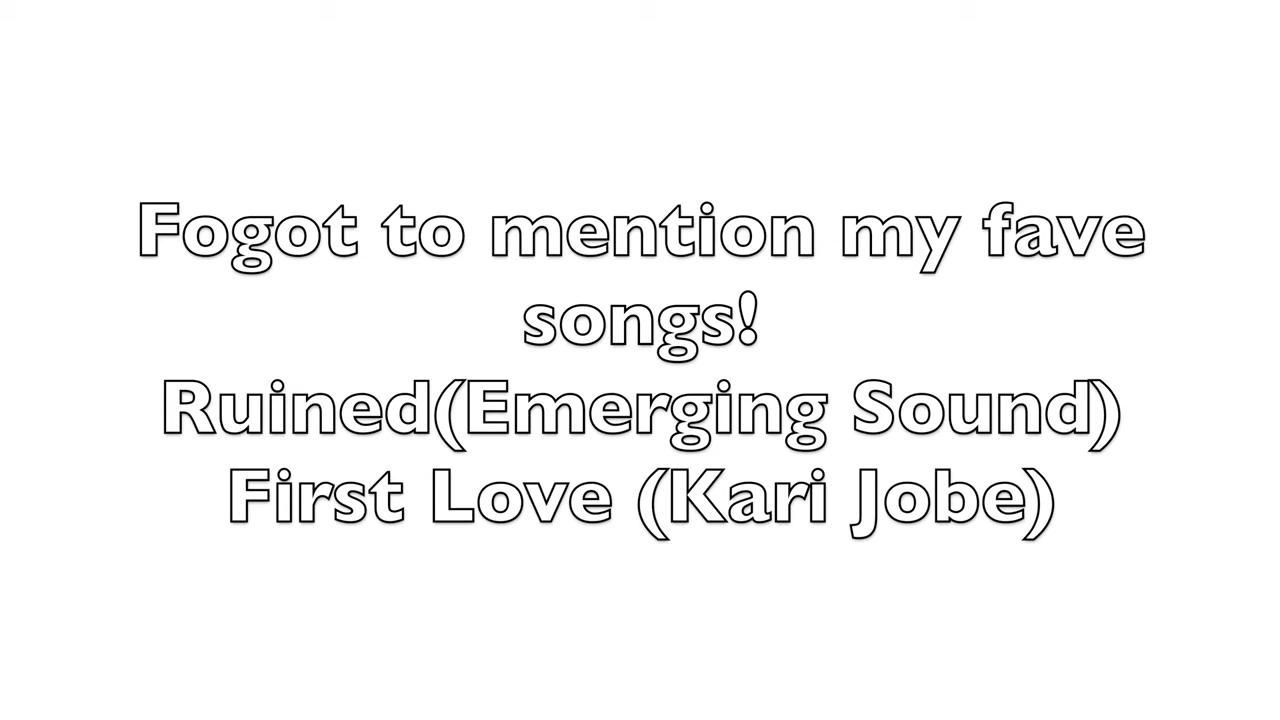 Fogot to mention my fave
songs!
Ruined(Emerging Sound)
First Love (Kari Jobe)